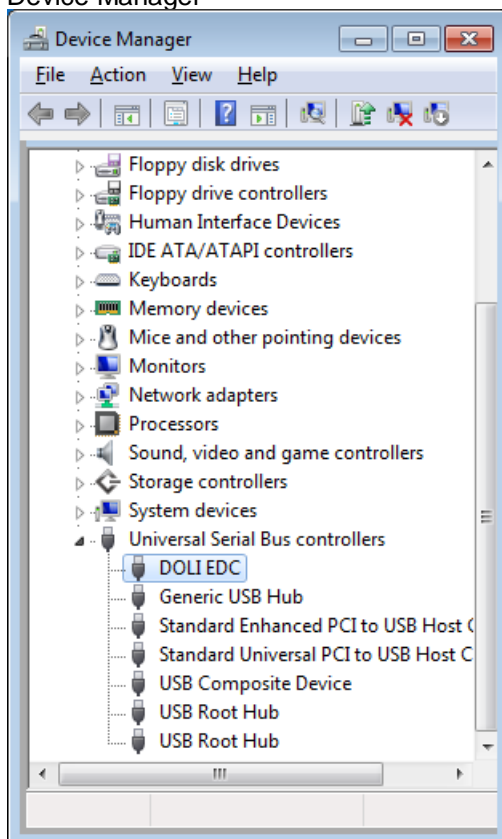 Device Manager
Device Manager
File Action View Help
Floppy disk drives
Floppy drive controllers
Human Interface Devices
IDE ATA/ATAPI controllers
Keyboards
Memory devices
Mice and other pointing devices
Monitors
Network adapters
Processors
Sound, video and game controllers
Storage controllers
System devices
Universal Serial Bus controllers
DOLI EDC
Generic USB Hub
Standard Enhanced PCI to USB Host
Standard Universal PCI to USB Host C
USB Composite Device
USB Root Hub
USB Root Hub